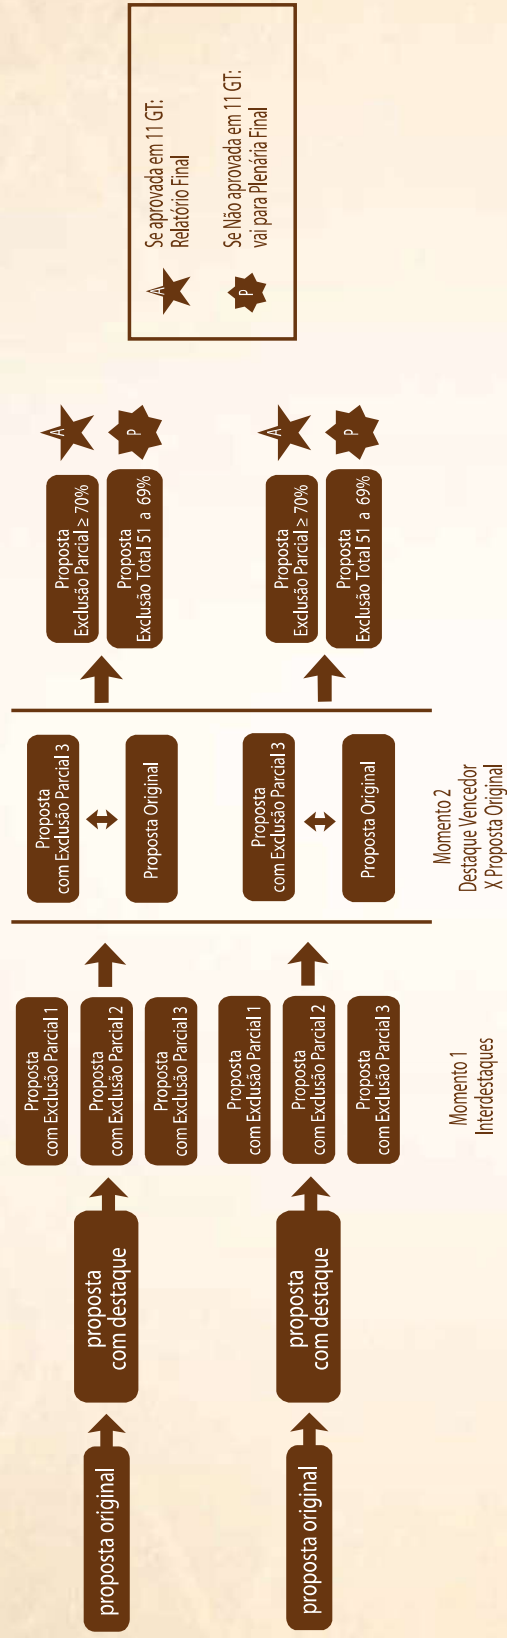 proposta original
proposta
com destaque
Proposta
com Exclusão Parcial 1
Proposta
com Exclusão Parcial 2
Proposta
com Exclusão Parcial 3
Proposta
com Exclusão Parcial 3
Proposta Original
Proposta
Exclusão Parcial ≥ 70%
A
Proposta
Exclusão Total 51 a 69%
P
proposta original
proposta
com destaque
Proposta
com Exclusão Parcial 1
Proposta
com Exclusão Parcial 2
Proposta
com Exclusão Parcial 3
Proposta
com Exclusão Parcial 3
Proposta Original
Proposta
Exclusão Parcial ≥ 70%
A
Proposta
Exclusão Total 51 a 69%
P
Momento 1
Interdestaques
Momento 2
Destaque Vencedor
X Proposta Original
A
Se aprovada em 11 GT:
Relatório Final
P
Se Não aprovada em 11 GT:
vai para Plenária Final